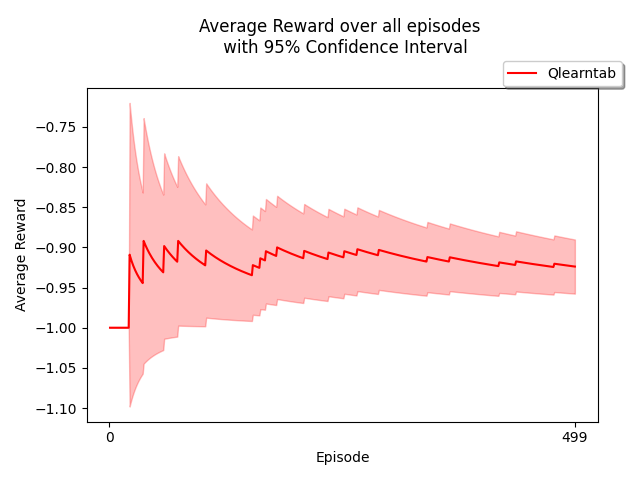 Average Reward over all episodes
with 95% Confidence Interval
Qlearntab
Average Reward
−0.75
−0.80
−0.85
−0.90
−0.95
−1.00
−1.05
−1.10
0
499
Episode